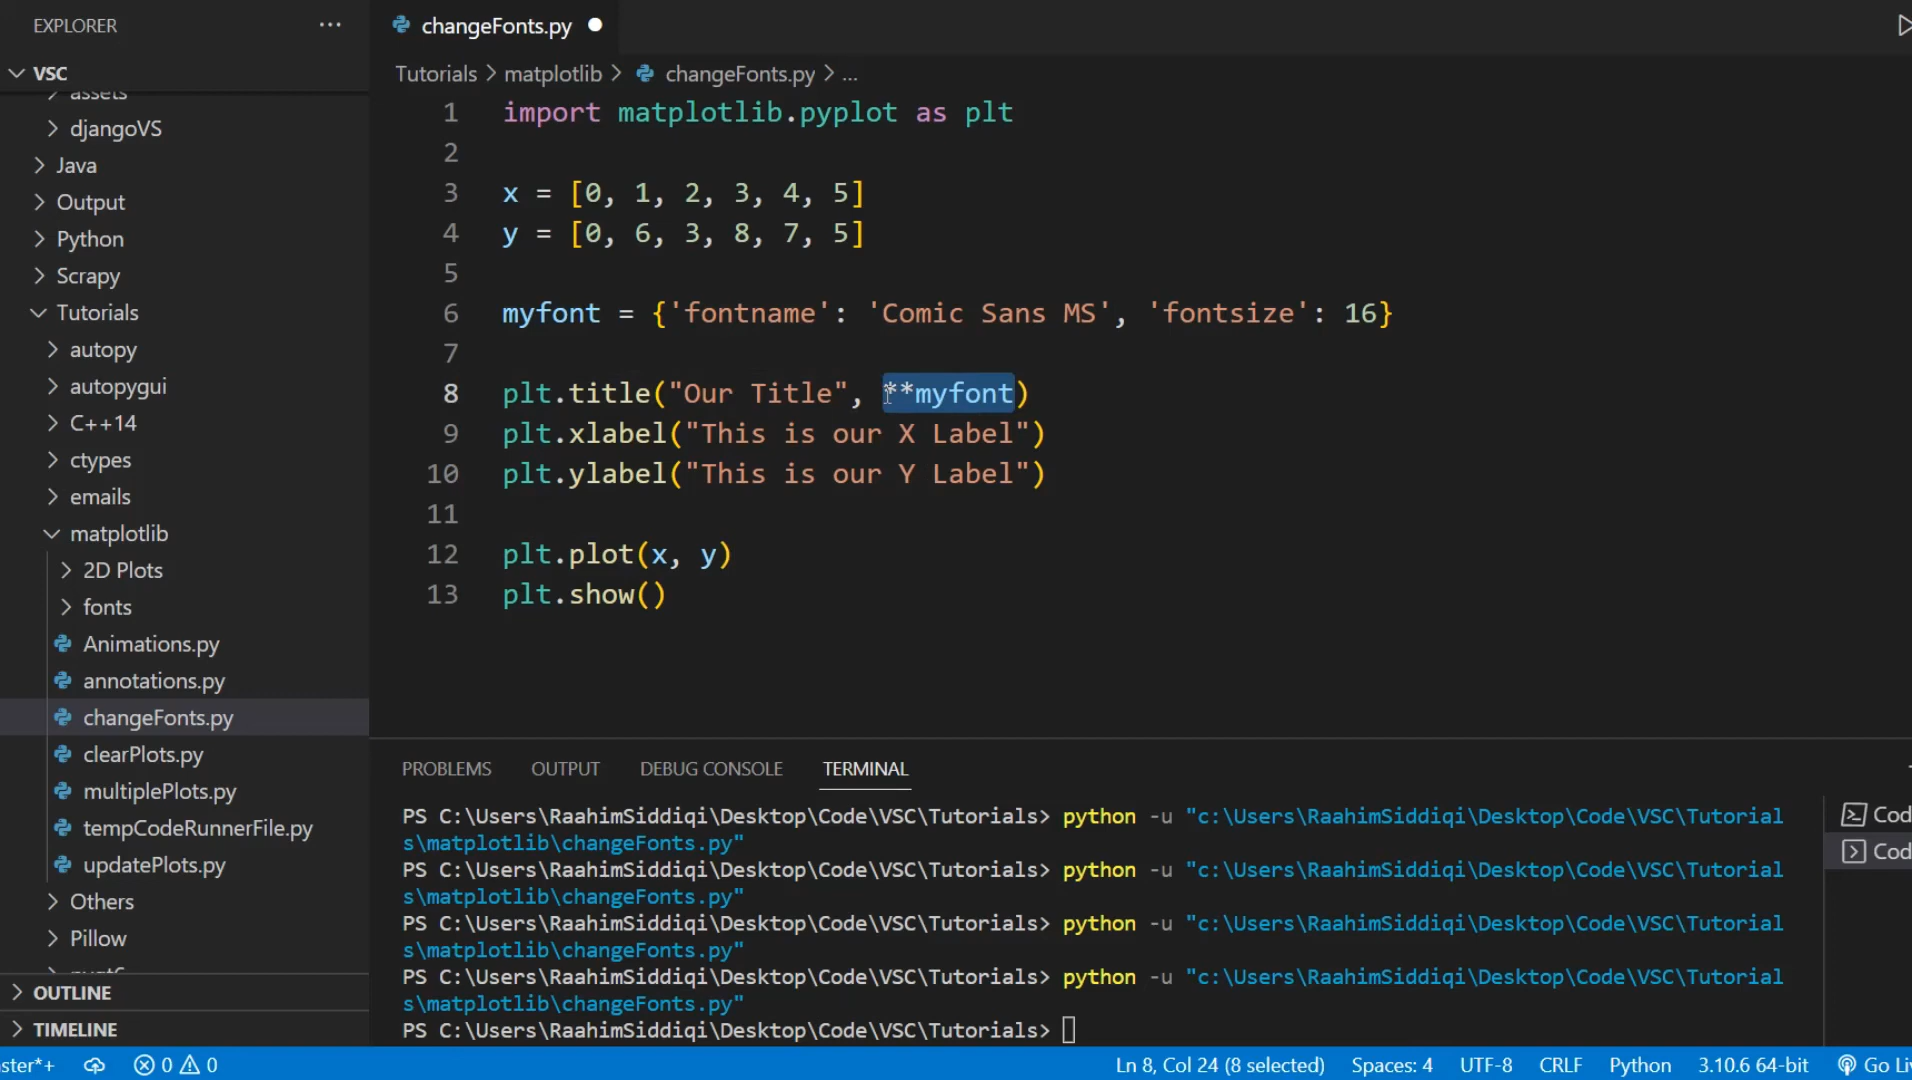 EXPLORER
...
VSC
assets
djangoVS
Java
Output
Python
Scrapy
Tutorials
autopy
autopygui
C++14
ctypes
emails
matplotlib
2D Plots
fonts
Animations.py
annotations.py
changeFonts.py
clearPlots.py
multiplePlots.py
tempCodeRunnerFile.py
updatePlots.py
Others
Pillow
OUTLINE
TIMELINE
changeFonts.py
Tutorials > matplotlib > changeFonts.py > ...
1 import matplotlib.pyplot as plt
2
3 x = [0, 1, 2, 3, 4, 5]
4 y = [0, 6, 3, 8, 7, 5]
5
6 myfont = {'fontname': 'Comic Sans MS', 'fontsize': 16}
7
8 plt.title("Our Title", **myfont)
9 plt.xlabel("This is our X Label")
10 plt.ylabel("This is our Y Label")
11
12 plt.plot(x, y)
13 plt.show()
PROBLEMS OUTPUT DEBUG CONSOLE TERMINAL
PS C:\Users\RaahimSiddiqi\Desktop\Code\VSC\Tutorials> python -u "c:\Users\RaahimSiddiqi\Desktop\Code\VSC\Tutorial
s\matplotlib\changeFonts.py"
PS C:\Users\RaahimSiddiqi\Desktop\Code\VSC\Tutorials> python -u "c:\Users\RaahimSiddiqi\Desktop\Code\VSC\Tutorial
s\matplotlib\changeFonts.py"
PS C:\Users\RaahimSiddiqi\Desktop\Code\VSC\Tutorials> python -u "c:\Users\RaahimSiddiqi\Desktop\Code\VSC\Tutorial
s\matplotlib\changeFonts.py"
PS C:\Users\RaahimSiddiqi\Desktop\Code\VSC\Tutorials> python -u "c:\Users\RaahimSiddiqi\Desktop\Code\VSC\Tutorial
s\matplotlib\changeFonts.py"
PS C:\Users\RaahimSiddiqi\Desktop\Code\VSC\Tutorials>
Cod
Cod
ster*+ 0 0 Ln 8, Col 24 (8 selected) Spaces: 4 UTF-8 CRLF Python 3.10.6 64-bit Go Li